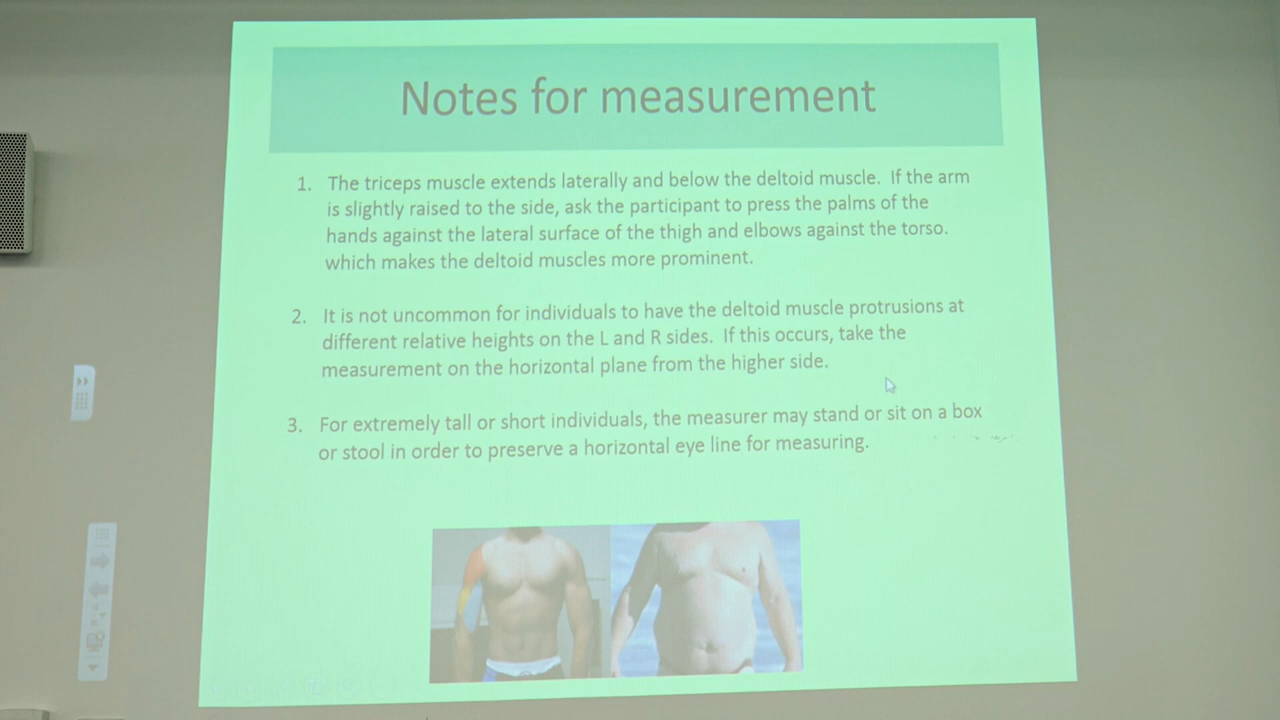 Notes for measurement
1. The triceps muscle extends laterally and below the deltoid muscle. If the arm
is slightly raised to the side, ask the participant to press the palms of the
hands against the lateral surface of the thigh and elbows against the torso.
which makes the deltoid muscles more prominent.
2. It is not uncommon for individuals to have the deltoid muscle protrusions at
different relative heights on the L and R sides. If this occurs, take the
measurement on the horizontal plane from the higher side.
3. For extremely tall or short individuals, the measurer may stand or sit on a box
or stool in order to preserve a horizontal eye line for measuring.